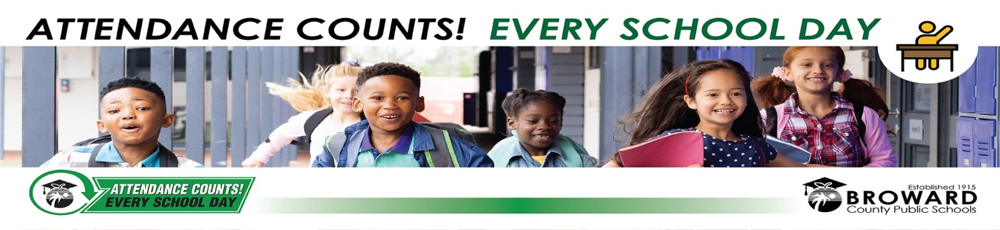 ATTENDANCE COUNTS! EVERY SCHOOL DAY
ATTENDANCE COUNTS!
EVERY SCHOOL DAY
Established 1915
BROWARD
County Public Schools